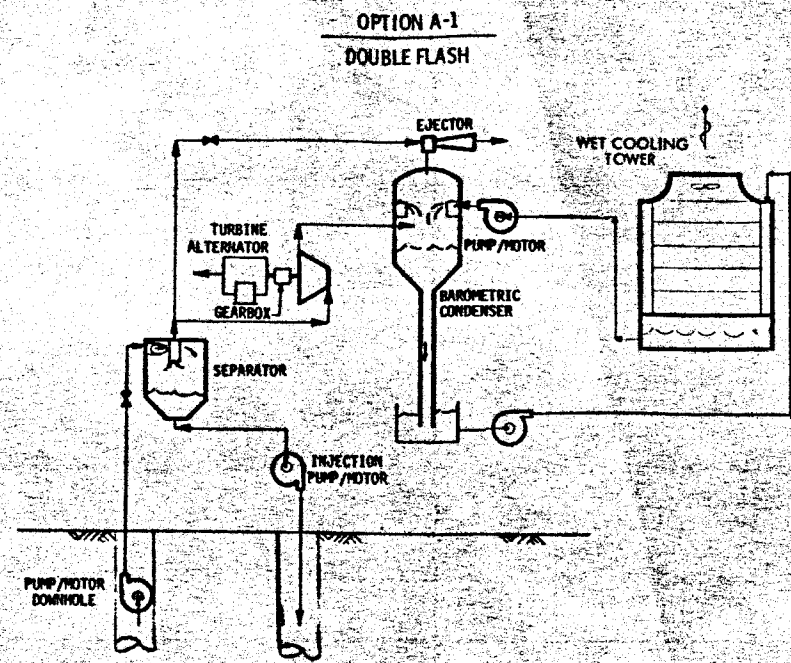 OPTION A-1
DOUBLE FLASH
EJECTOR
WET COOLING
TOWER
TURBINE
ALTERNATOR
PUMP/MOTOR
GEARBOX
BAROMETRIC
CONDENSER
SEPARATOR
INJECTION
PUMP/MOTOR
PUMP/MOTOR
DOWNHOLE